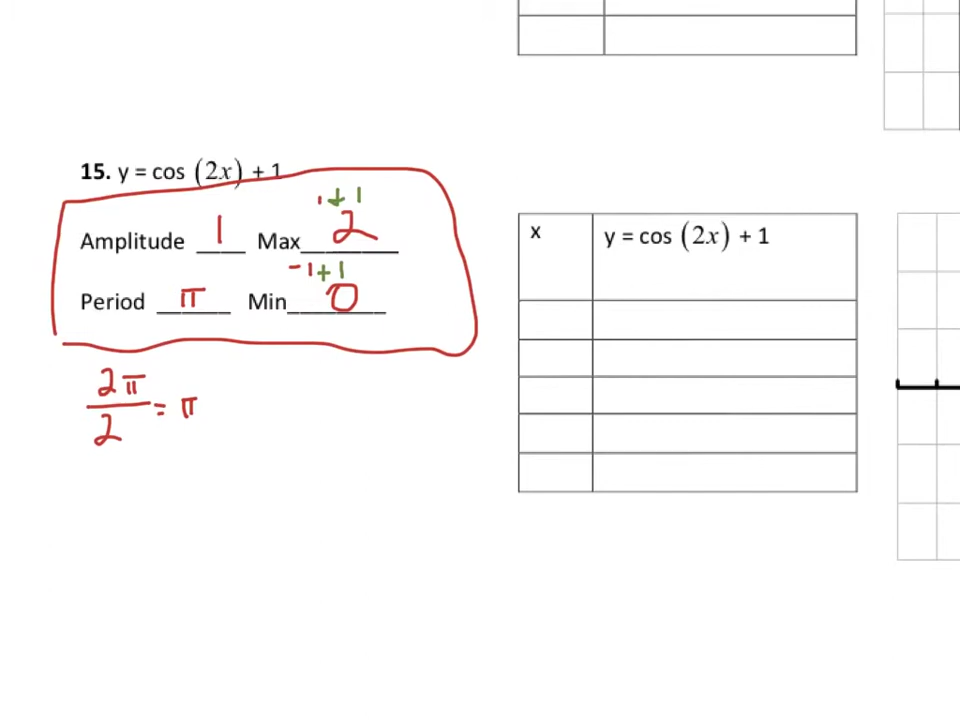 15. y = cos (2x) + 1
1 + 1
Amplitude 1 Max 2
-1 + 1
Period π Min 0
2π
2
= π
x
y = cos (2x) + 1